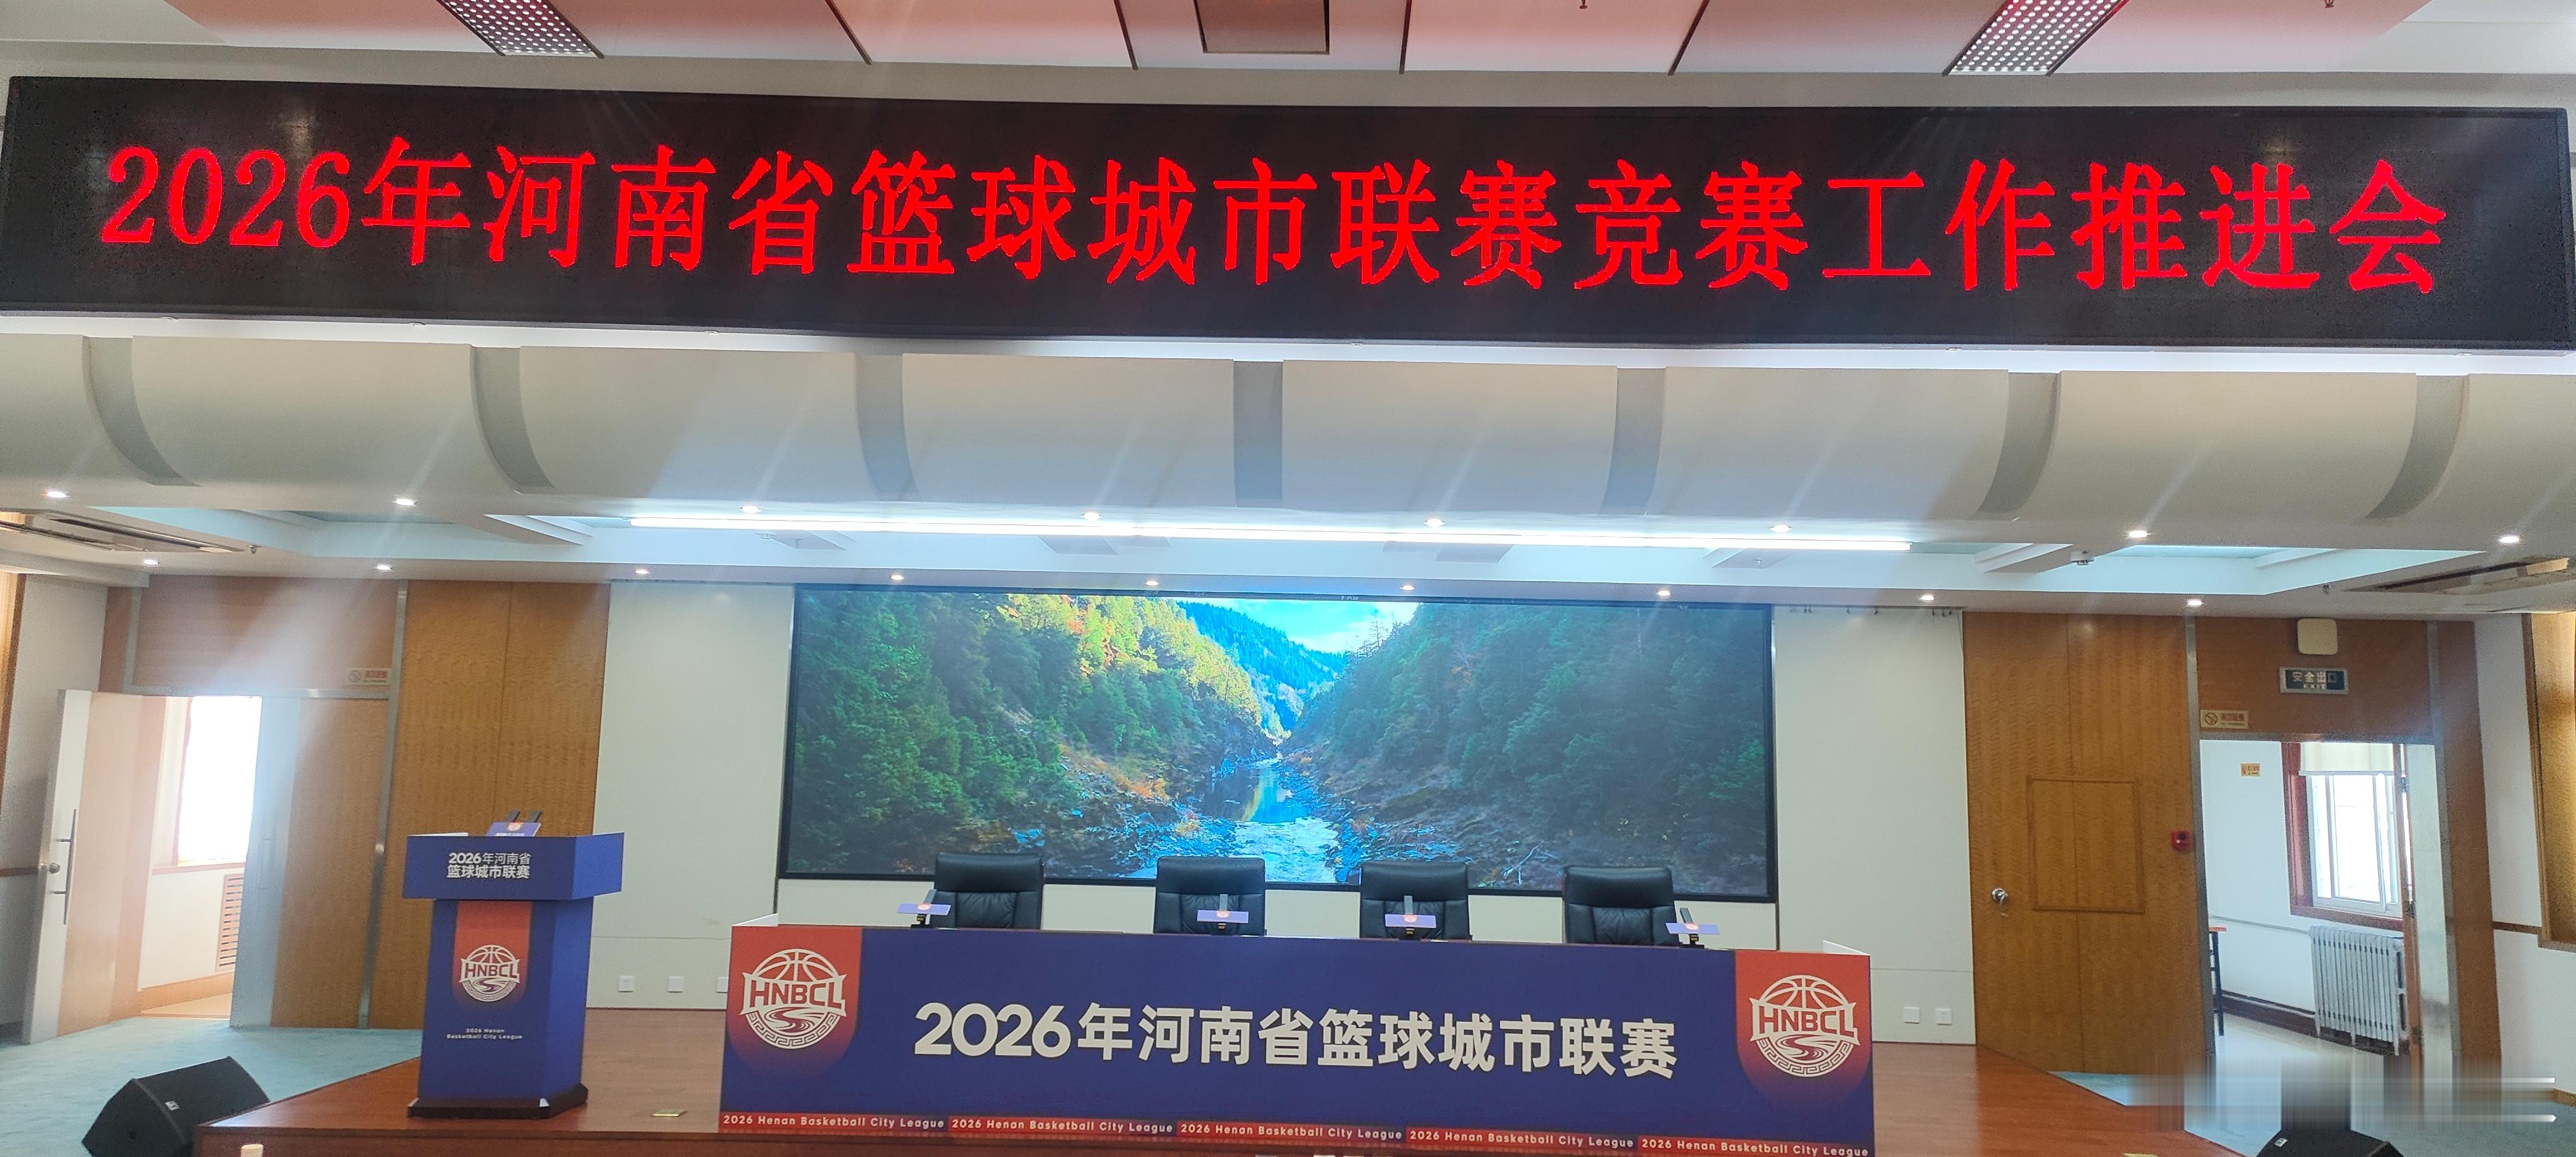 2026年河南省篮球城市联赛竞赛工作推进会
安全出口
EXIT
2026年河南省
篮球城市联赛
HNBCL
2026 Henan
Basketball City League
HNBCL
2026年河南省篮球城市联赛
HNBCL
2026 Henan Basketball City League 2026 Henan Basketball City League 2026 Henan Basketball City League 2026 Henan Basketball City League 2026 Henan Basketball City League